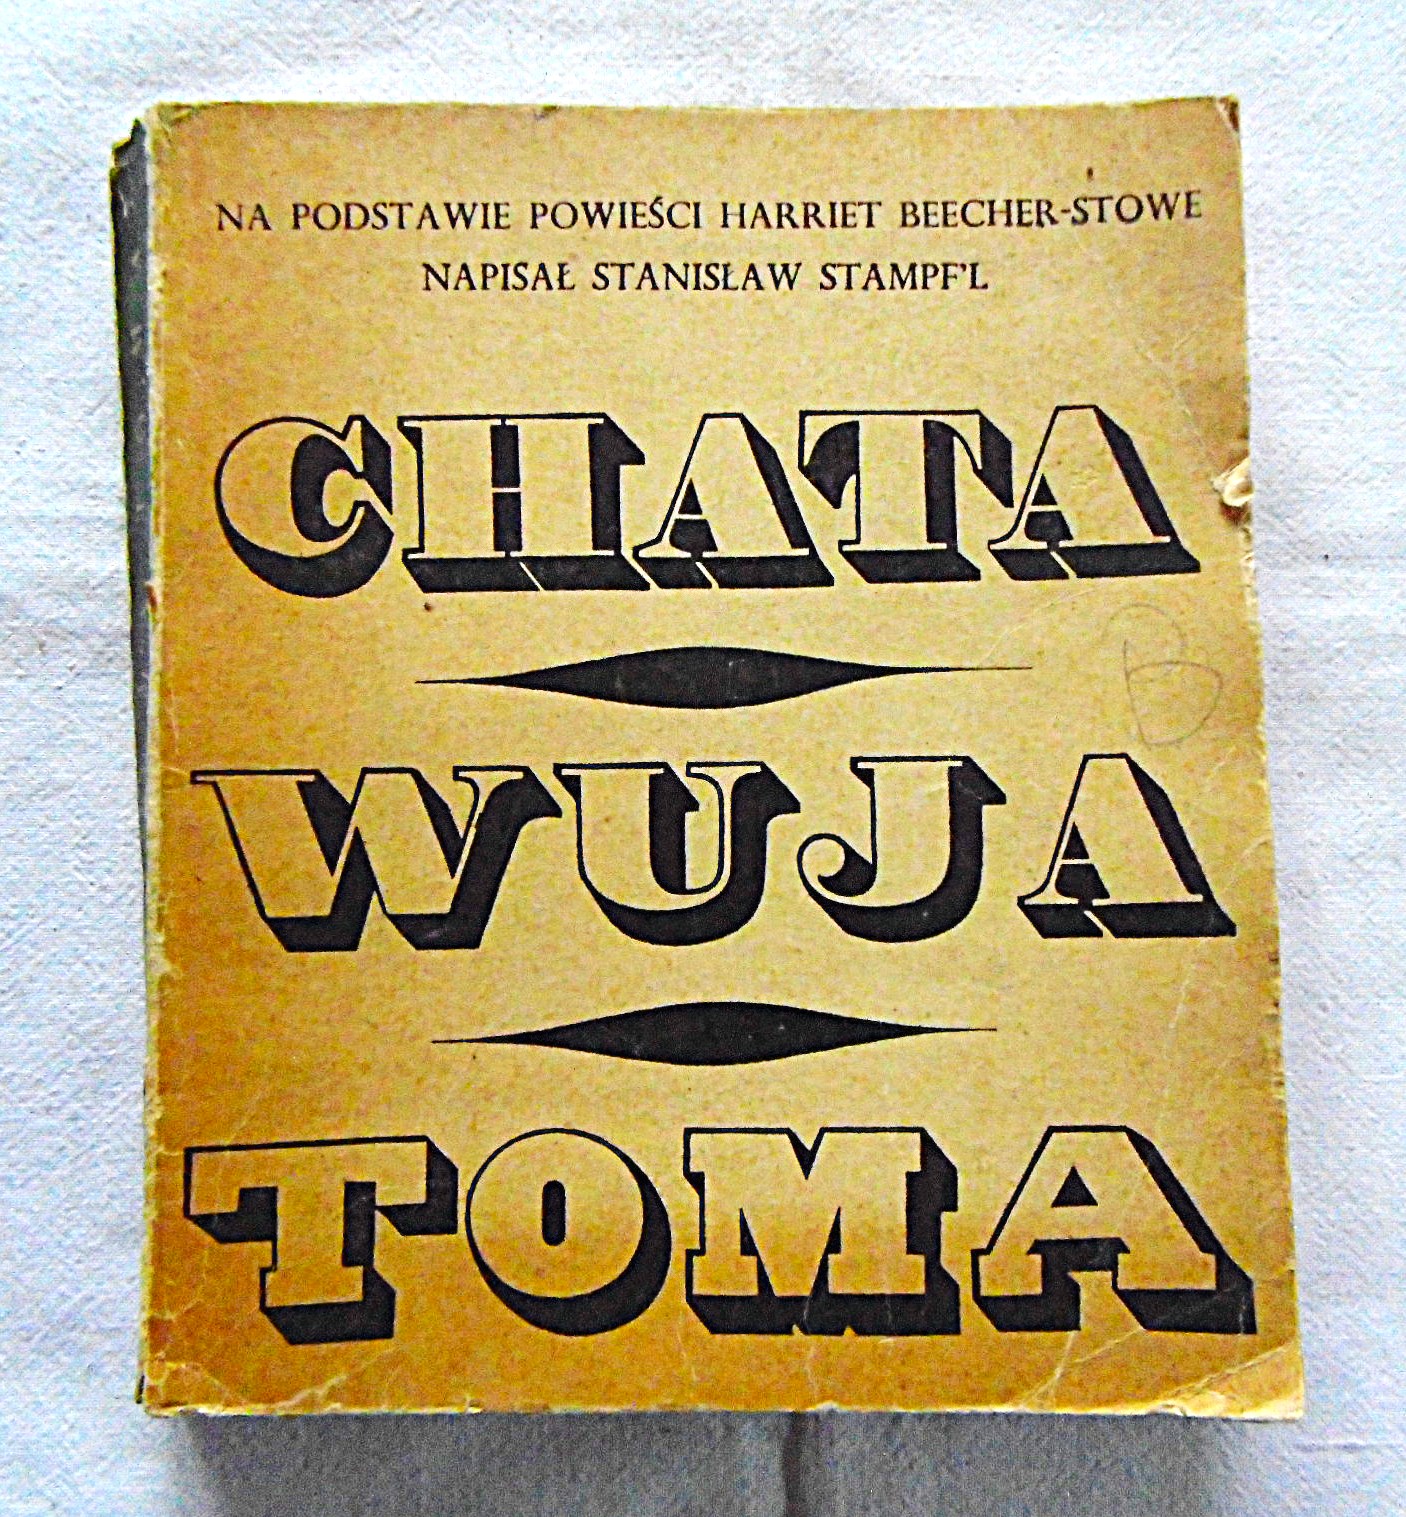 NA PODSTAWIE POWIEŚCI HARRIET BEECHER-STOWE
NAPISAŁ STANISŁAW STAMPF'L
CHATA
B
WUJA
TOMA